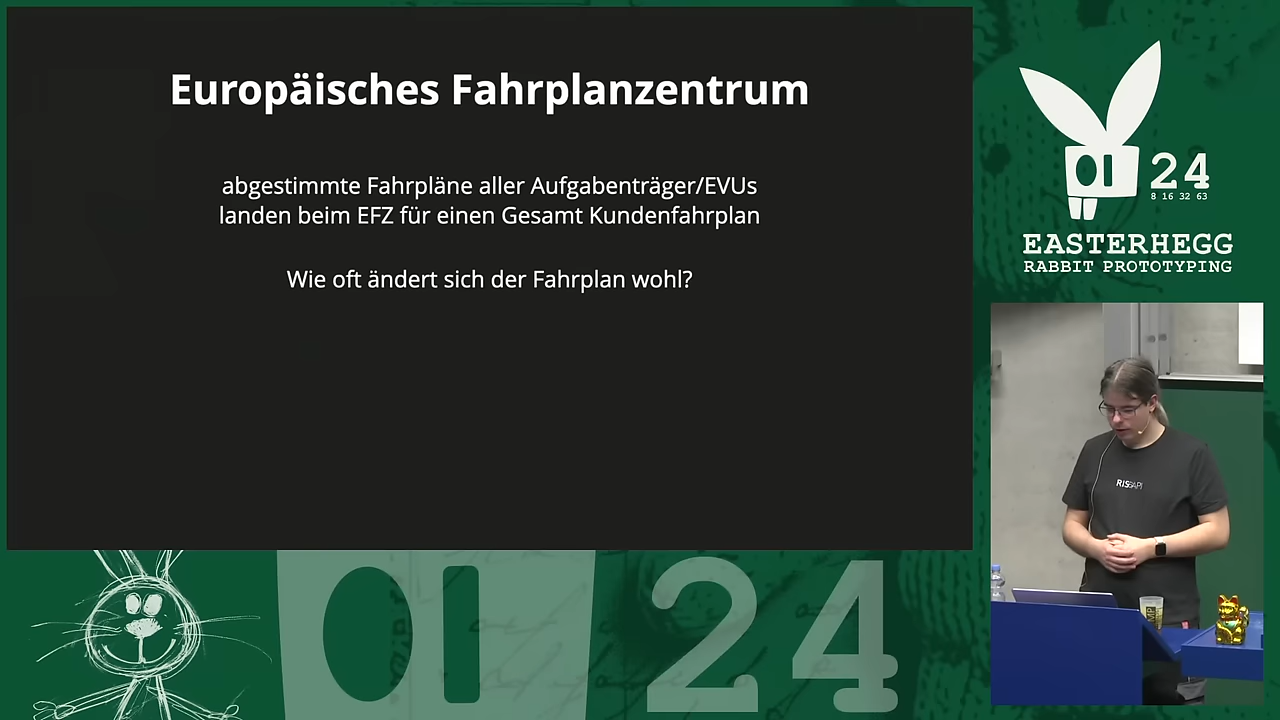 Europäisches Fahrplanzentrum
abgestimmte Fahrpläne aller Aufgabenträger/EVUs
landen beim EFZ für einen Gesamt Kundenfahrplan
Wie oft ändert sich der Fahrplan wohl?
24
8 16 32 63
EASTERHEGG
RABBIT PROTOTYPING
RIS::API
24